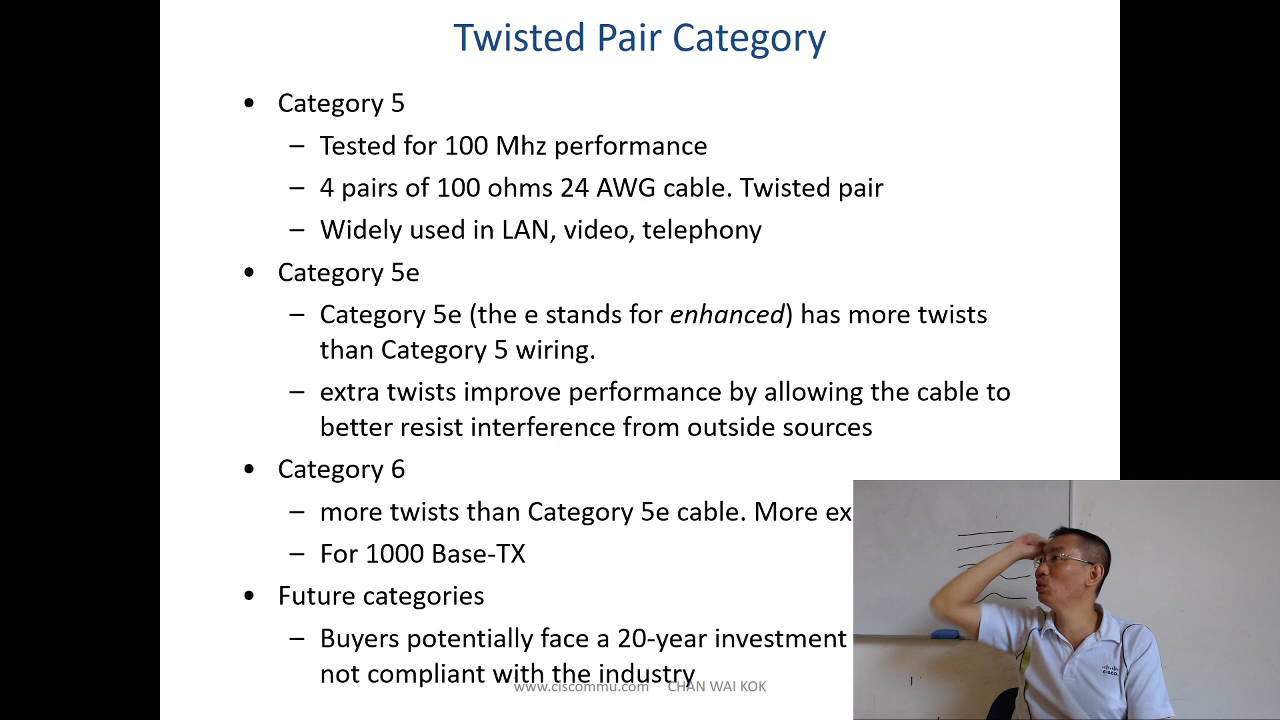 Twisted Pair Category
• Category 5
– Tested for 100 Mhz performance
– 4 pairs of 100 ohms 24 AWG cable. Twisted pair
– Widely used in LAN, video, telephony
• Category 5e
– Category 5e (the e stands for enhanced) has more twists
than Category 5 wiring.
– extra twists improve performance by allowing the cable to
better resist interference from outside sources
• Category 6
– more twists than Category 5e cable. More ex
– For 1000 Base-TX
• Future categories
– Buyers potentially face a 20-year investment
not compliant with the industry
www.ciscommu.com CHAN WAI KOK
cisco.